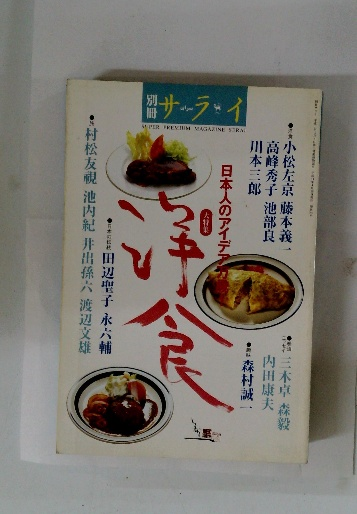 別冊 サライ
SUPER PREMIUM MAGAZINE SERAI
小松左京 藤本義一
高峰秀子 池部良
川本三郎
日本人のアイデア
大特集
洋食
村松友視 池内紀 井出孫六 渡辺文雄
田辺聖子 永六輔
三木卓 森毅
内田康夫
森村誠一